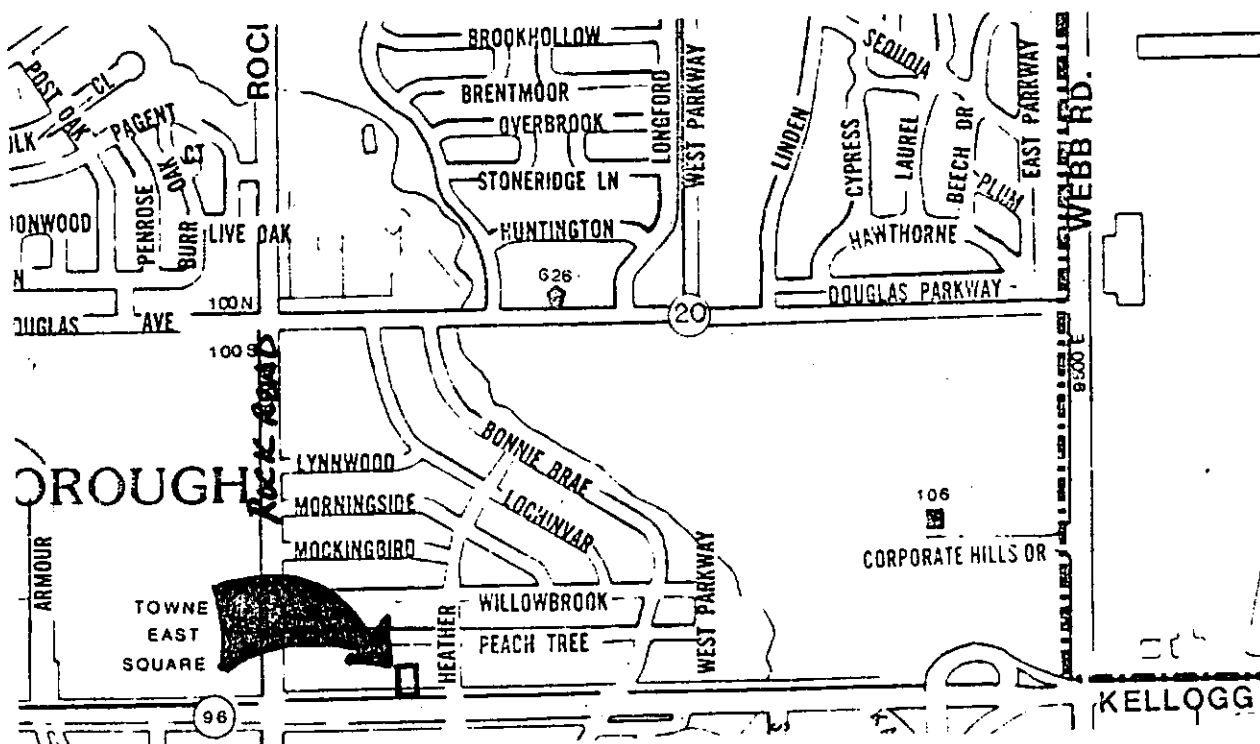 BROOKHOLLOW
SEQUOIA
POST OAK
CL
ROCI
BRENTMOOR
LONGFORD
WEST PARKWAY
LINDEN
CYPRESS
LAUREL
BEECH DR
EAST PARKWAY
WEBB RD.
PAGENT
OVERBROOK
OAK CT
STONERIDGE LN
PLUM
PENROSE
BURR
LIVE OAK
HUNTINGTON
HAWTHORNE
626
DOUGLAS PARKWAY
100 N
20
OUGLAS AVE
100 S
ROCK ROAD
9500 E
BONNIE BRAE
LYNNWOOD
OROUGH
MORNINGSIDE
LOCHINVAR
106
MOCKINGBIRD
CORPORATE HILLS DR
ARMOUR
WEST PARKWAY
TOWNE
EAST
SQUARE
HEATHER
WILLOWBROOK
PEACH TREE
96
KELLOGG